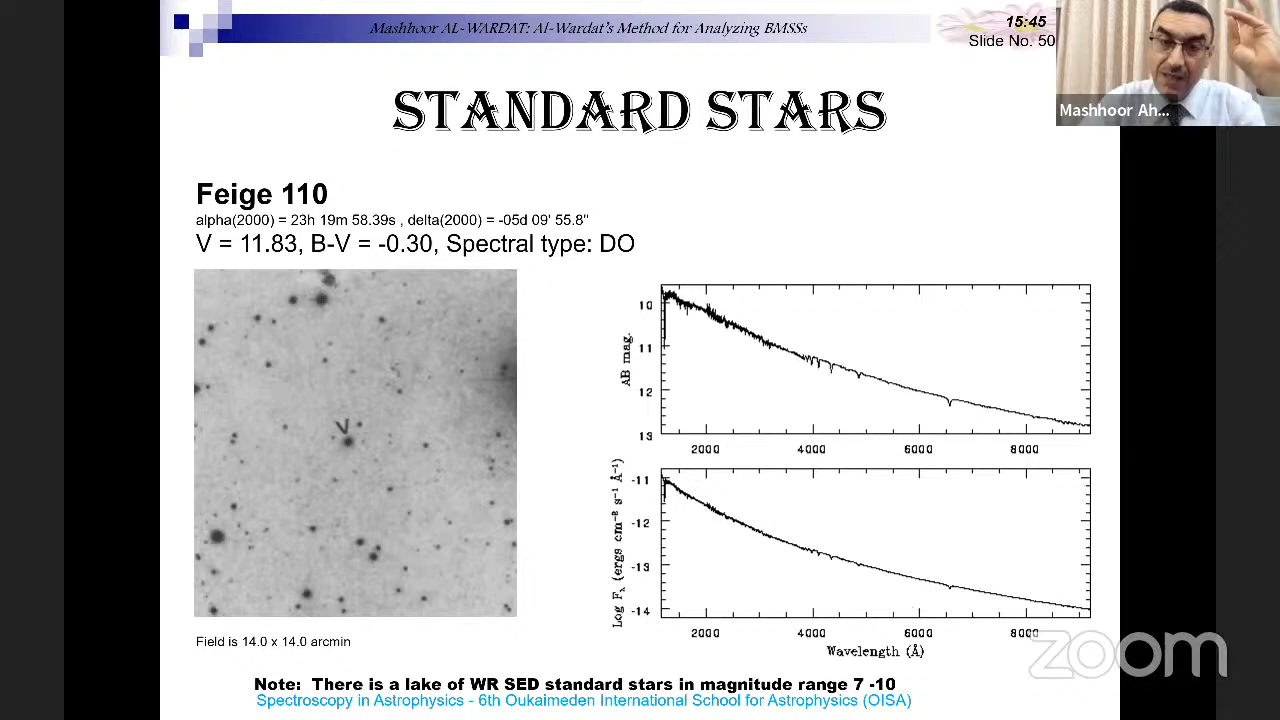 Mashhoor AL-WARDAT: Al-Wardat's Method for Analyzing BMSSs
15:45
Slide No. 50
Mashhoor Ah...
STANDARD STARS
Feige 110
alpha(2000) = 23h 19m 58.39s , delta(2000) = -05d 09' 55.8"
V = 11.83, B-V = -0.30, Spectral type: DO
V
AB mag.
10
11
12
13
2000 4000 6000 8000
Log Fλ (ergs cm⁻² s⁻¹ Å⁻¹)
-11
-12
-13
-14
2000 4000 6000 8000
Wavelength (Å)
Field is 14.0 x 14.0 arcmin
zoom
Note: There is a lake of WR SED standard stars in magnitude range 7 -10
Spectroscopy in Astrophysics - 6th Oukaimeden International School for Astrophysics (OISA)